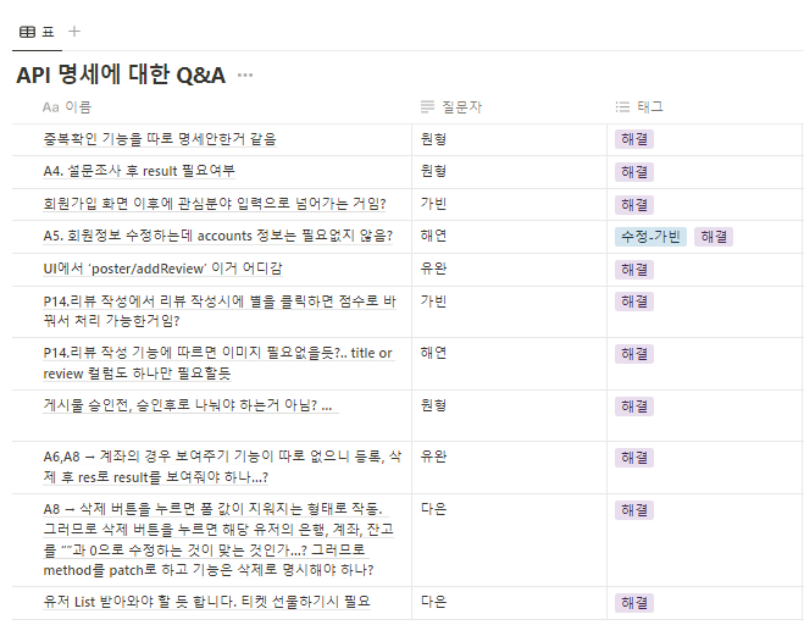 표 +
API 명세에 대한 Q&A ···
Aa 이름 질문자 태그
중복확인 기능을 따로 명세안한거 같음 원형 해결
A4. 설문조사 후 result 필요여부 원형 해결
회원가입 화면 이후에 관심분야 입력으로 넘어가는 거임? 가빈 해결
A5. 회원정보 수정하는데 accounts 정보는 필요없지 않음? 해연 수정-가빈 해결
UI에서 ‘poster/addReview’ 이거 어디감 유완 해결
P14.리뷰 작성에서 리뷰 작성시에 별을 클릭하면 점수로 바 가빈 해결
꿔서 처리 가능한거임?
P14.리뷰 작성 기능에 따르면 이미지 필요없을듯?.. title or 해연 해결
review 컬럼도 하나만 필요할듯
게시물 승인전, 승인후로 나눠야 하는거 아님? ... 원형 해결
A6,A8 → 계좌의 경우 보여주기 기능이 따로 없으니 등록, 삭 유완 해결
제 후 res로 result를 보여줘야 하나...?
A8 → 삭제 버튼을 누르면 폼 값이 지워지는 형태로 작동. 다은 해결
그러므로 삭제 버튼을 누르면 해당 유저의 은행, 계좌, 잔고
를 “”과 0으로 수정하는 것이 맞는 것인가...? 그러므로
method를 patch로 하고 기능은 삭제로 명시해야 하나?
유저 List 받아와야 할 듯 합니다. 티켓 선물하기시 필요 다은 해결